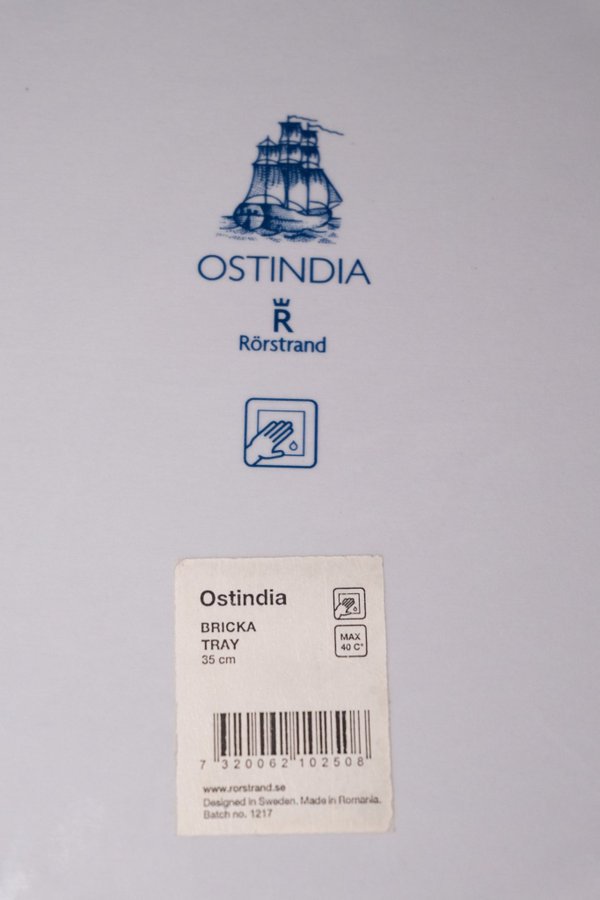 OSTINDIA
R
Rörstrand
Ostindia
BRICKA
TRAY
35 cm
MAX
40 C°
7 320062 102508
www.rorstrand.se
Designed in Sweden. Made in Romania.
Batch no. 1217